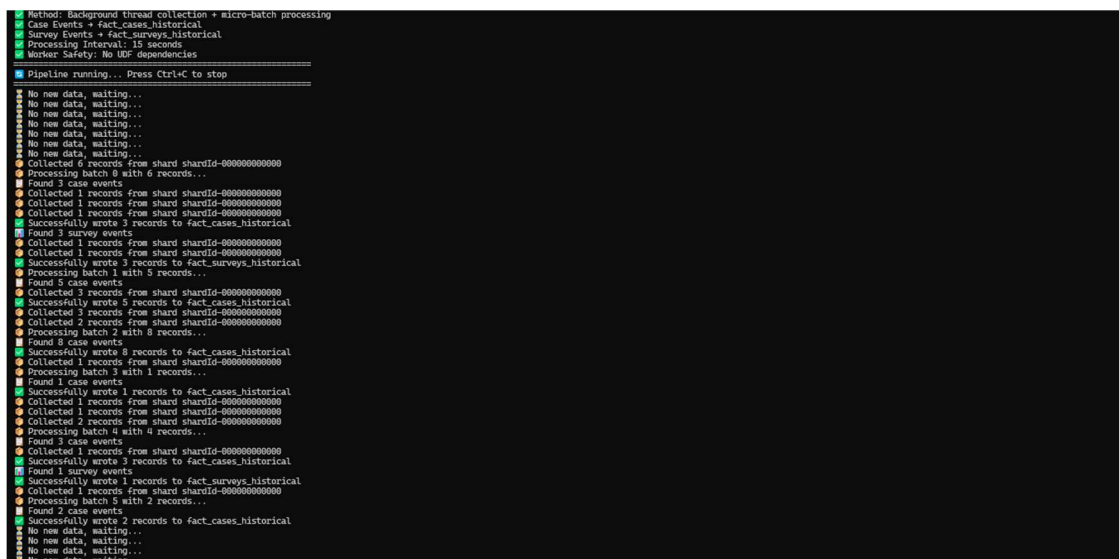 ✅ Method: Background thread collection + micro-batch processing
✅ Case Events → fact_cases_historical
✅ Survey Events → fact_surveys_historical
✅ Processing Interval: 15 seconds
✅ Worker Safety: No UDF dependencies
============================================================
🔄 Pipeline running... Press Ctrl+C to stop
============================================================
⏳ No new data, waiting...
⏳ No new data, waiting...
⏳ No new data, waiting...
⏳ No new data, waiting...
⏳ No new data, waiting...
⏳ No new data, waiting...
⏳ No new data, waiting...
📦 Collected 6 records from shard shardId-000000000000
📦 Processing batch 0 with 6 records...
📋 Found 3 case events
📦 Collected 1 records from shard shardId-000000000000
📦 Collected 1 records from shard shardId-000000000000
📦 Collected 1 records from shard shardId-000000000000
✅ Successfully wrote 3 records to fact_cases_historical
📊 Found 3 survey events
📦 Collected 1 records from shard shardId-000000000000
📦 Collected 1 records from shard shardId-000000000000
✅ Successfully wrote 3 records to fact_surveys_historical
📦 Processing batch 1 with 5 records...
📋 Found 5 case events
📦 Collected 3 records from shard shardId-000000000000
✅ Successfully wrote 5 records to fact_cases_historical
📦 Collected 3 records from shard shardId-000000000000
📦 Collected 2 records from shard shardId-000000000000
📦 Processing batch 2 with 8 records...
📋 Found 8 case events
✅ Successfully wrote 8 records to fact_cases_historical
📦 Collected 1 records from shard shardId-000000000000
📦 Processing batch 3 with 1 records...
📋 Found 1 case events
✅ Successfully wrote 1 records to fact_cases_historical
📦 Collected 1 records from shard shardId-000000000000
📦 Collected 1 records from shard shardId-000000000000
📦 Collected 2 records from shard shardId-000000000000
📦 Processing batch 4 with 4 records...
📋 Found 3 case events
📦 Collected 1 records from shard shardId-000000000000
✅ Successfully wrote 3 records to fact_cases_historical
📊 Found 1 survey events
✅ Successfully wrote 1 records to fact_surveys_historical
📦 Collected 1 records from shard shardId-000000000000
📦 Processing batch 5 with 2 records...
📋 Found 2 case events
✅ Successfully wrote 2 records to fact_cases_historical
⏳ No new data, waiting...
⏳ No new data, waiting...
⏳ No new data, waiting...
⏳ No new data, waiting...